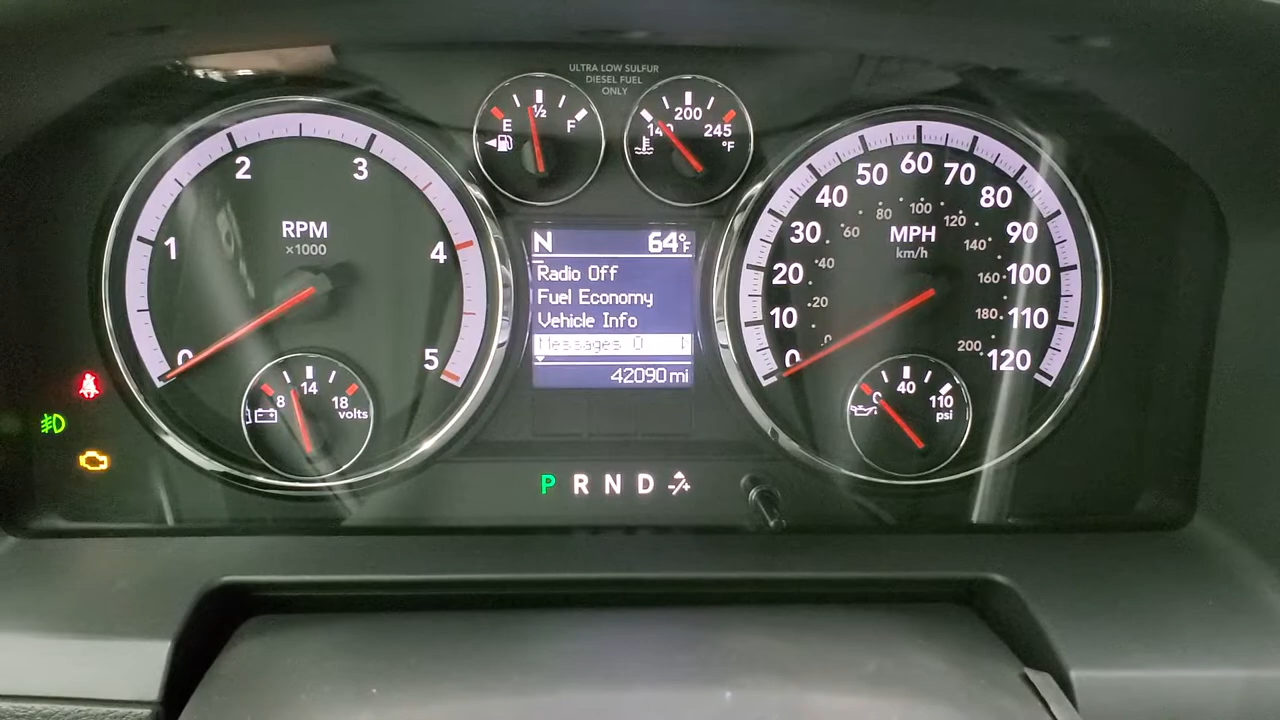 ULTRA LOW SULFUR
DIESEL FUEL
ONLY
E ½ F
140 200 245
°F
0 1 2 3 4 5
RPM
×1000
8 14 18
volts
N 64°F
Radio Off
Fuel Economy
Vehicle Info
Messages 0
42090 mi
0 10 20 30 40 50 60 70 80 90 100 110 120
MPH
km/h
0 20 40 60 80 100 120 140 160 180 200
0 40 110
psi
P R N D